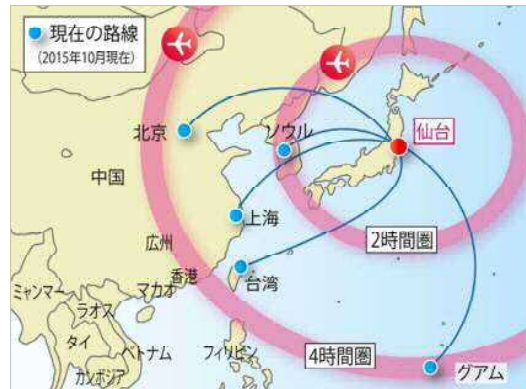 現在の路線
(2015年10月現在)
北京
ソウル
仙台
中国
上海
広州
2時間圏
台湾
香港
ミャンマー
マカオ
ラオス
タイ
ベトナム
フィリピン
4時間圏
グアム
カンボジア